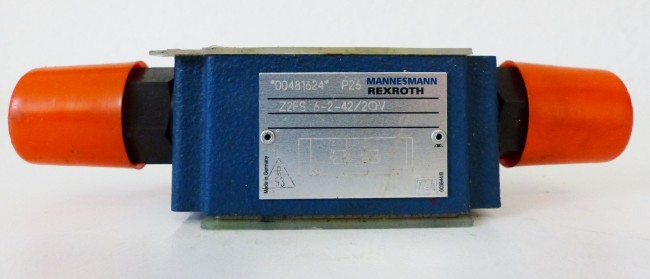 *00481624* P26 MANNESMANN
REXROTH
Z2FS 6-2-42/2QV
Made in Germany